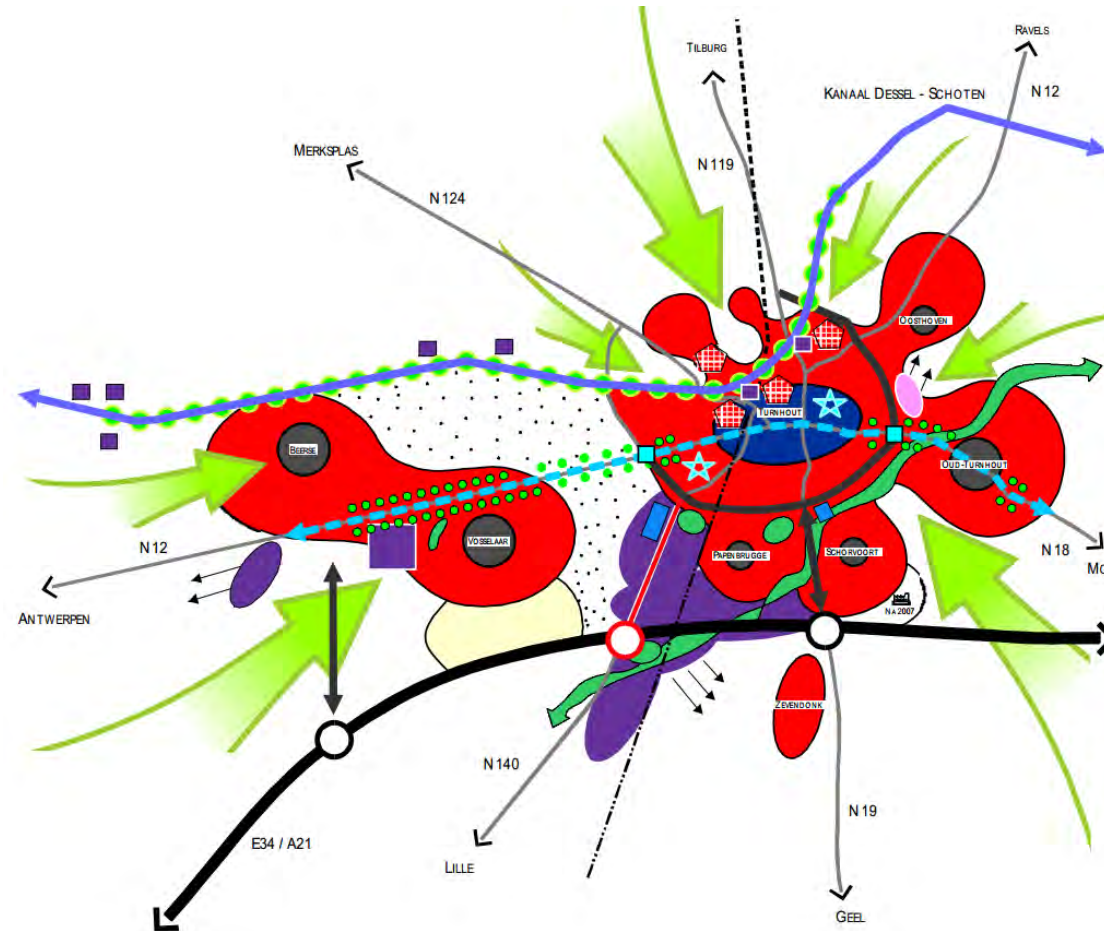 RAVELS
TILBURG
KANAAL DESSEL - SCHOTEN
N 12
MERKSPLAS
N 119
N 124
OOSTHOVEN
TURNHOUT
BEERSE
OUD-TURNHOUT
VOSSELAAR
N 12
PAPENBRUGGE
SCHORVOORT
N 18
MO
NA 2007
ANTWERPEN
ZEVENDONK
N 140
N 19
E34 / A21
LILLE
GEEL